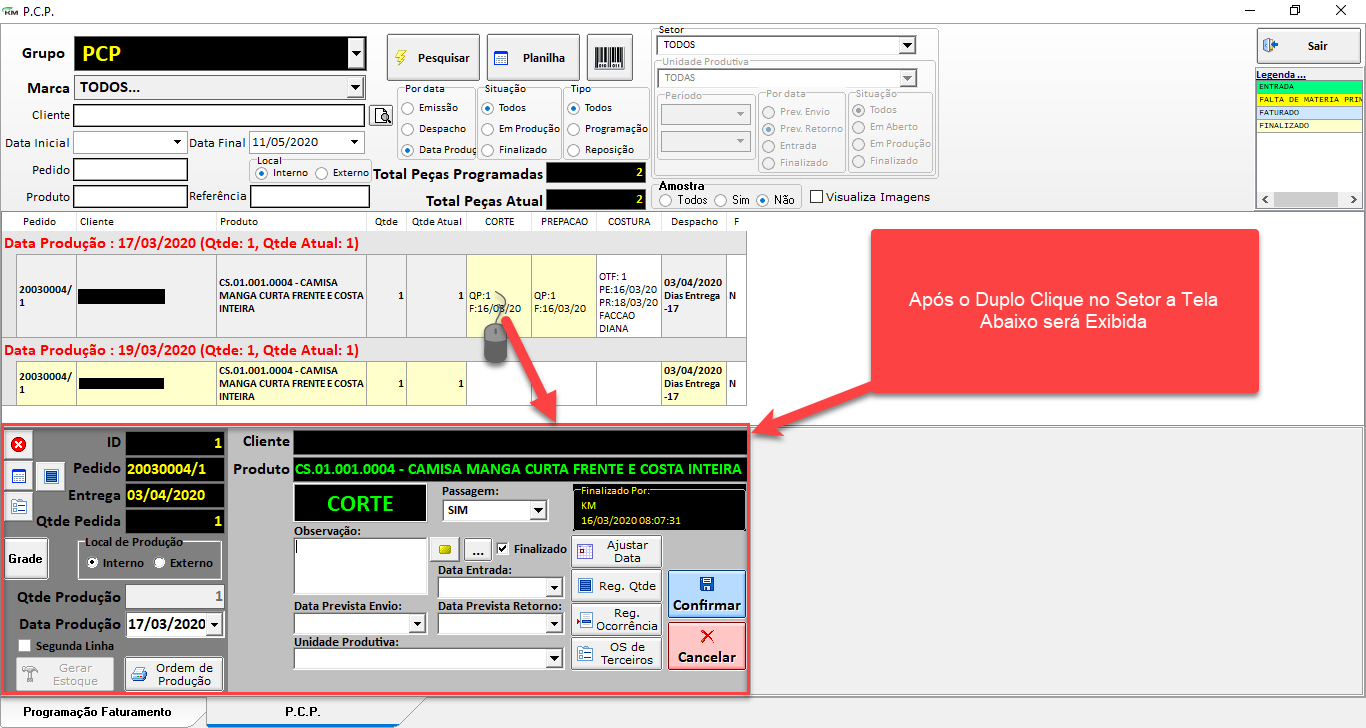 KM P.C.P.
Grupo PCP
Marca TODOS...
Cliente
Data Inicial Data Final 11/05/2020
Pedido
Local
Interno Externo
Produto Referência
Pesquisar
Planilha
Por data
Emissão
Despacho
Data Produç
Situação
Todos
Em Produção
Finalizado
Tipo
Todos
Programação
Reposição
Total Peças Programadas 2
Total Peças Atual 2
Setor
TODOS
Unidade Produtiva
TODAS
Período
Por data
Prev. Envio
Prev. Retorno
Entrada
Finalizado
Situação
Todos
Em Aberto
Em Produção
Finalizado
Amostra
Todos Sim Não
Visualiza Imagens
Sair
Legenda ...
ENTRADA
FALTA DE MATERIA PRIM
FATURADO
FINALIZADO
Pedido Cliente Produto Qtde Qtde Atual CORTE PREPARACAO COSTURA Despacho F
Data Produção : 17/03/2020 (Qtde: 1, Qtde Atual: 1)
20030004/
1
CS.01.001.0004 - CAMISA
MANGA CURTA FRENTE E COSTA
INTEIRA
1
1
QP:1
F:16/03/20
QP:1
F:16/03/20
OTF: 1
PE:16/03/20
PR:18/03/20
FACCAO
DIANA
03/04/2020
Dias Entrega
-17
N
Data Produção : 19/03/2020 (Qtde: 1, Qtde Atual: 1)
20030004/
1
CS.01.001.0004 - CAMISA
MANGA CURTA FRENTE E COSTA
INTEIRA
1
1
03/04/2020
Dias Entrega
-17
N
Após o Duplo Clique no Setor a Tela
Abaixo será Exibida
ID 1
Pedido 20030004/1
Entrega 03/04/2020
Qtde Pedida 1
Grade
Local de Produção
Interno Externo
Qtde Produção 1
Data Produção 17/03/2020
Segunda Linha
Gerar
Estoque
Ordem de
Produção
Cliente
Produto CS.01.001.0004 - CAMISA MANGA CURTA FRENTE E COSTA INTEIRA
CORTE
Passagem:
SIM
Finalizado Por:
KM
16/03/2020 08:07:31
Observação:
... Finalizado
Data Entrada:
Data Prevista Envio: Data Prevista Retorno:
Unidade Produtiva:
Ajustar
Data
Reg. Qtde
Reg.
Ocorrência
OS de
Terceiros
Confirmar
Cancelar
Programação Faturamento P.C.P.